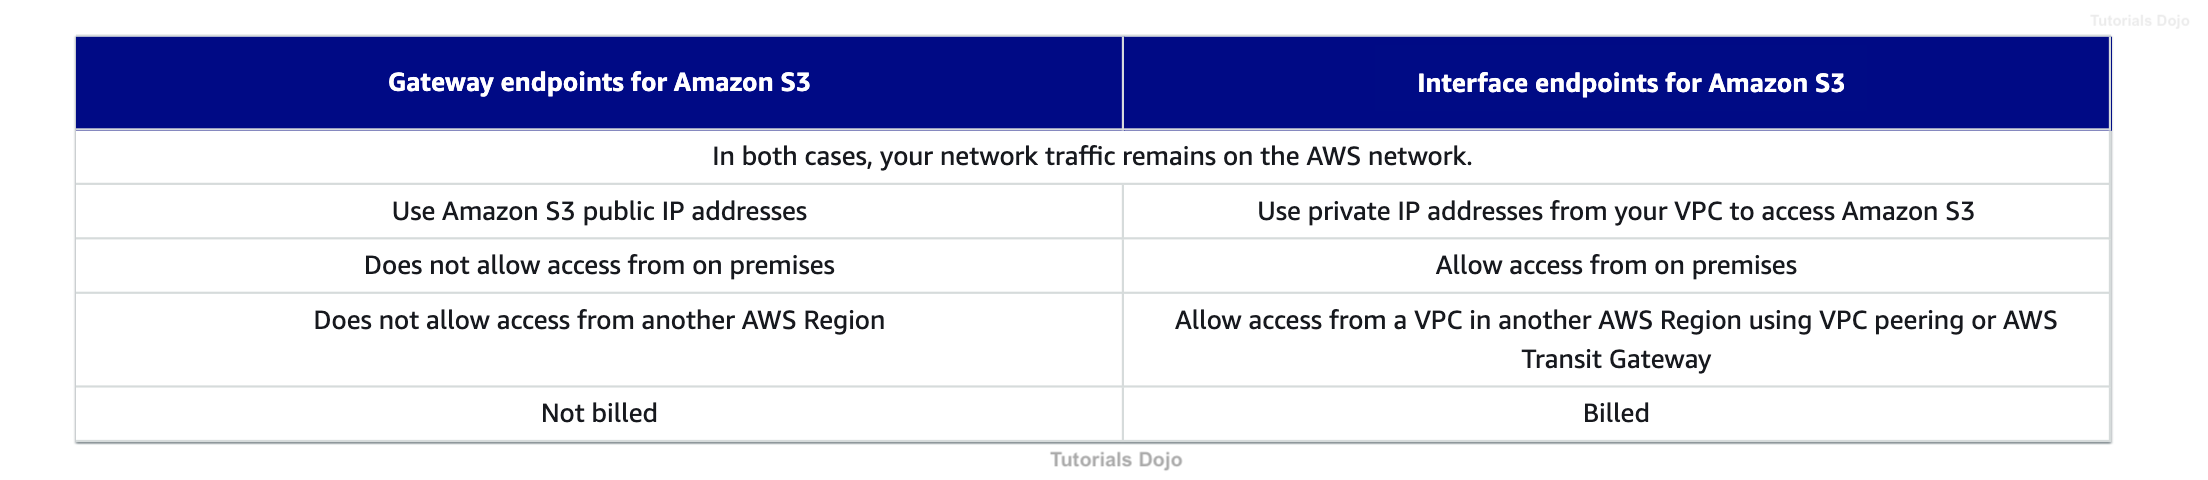 Tutorials Dojo
Gateway endpoints for Amazon S3
Interface endpoints for Amazon S3
In both cases, your network traffic remains on the AWS network.
Use Amazon S3 public IP addresses
Use private IP addresses from your VPC to access Amazon S3
Does not allow access from on premises
Allow access from on premises
Does not allow access from another AWS Region
Allow access from a VPC in another AWS Region using VPC peering or AWS
Transit Gateway
Not billed
Billed
Tutorials Dojo